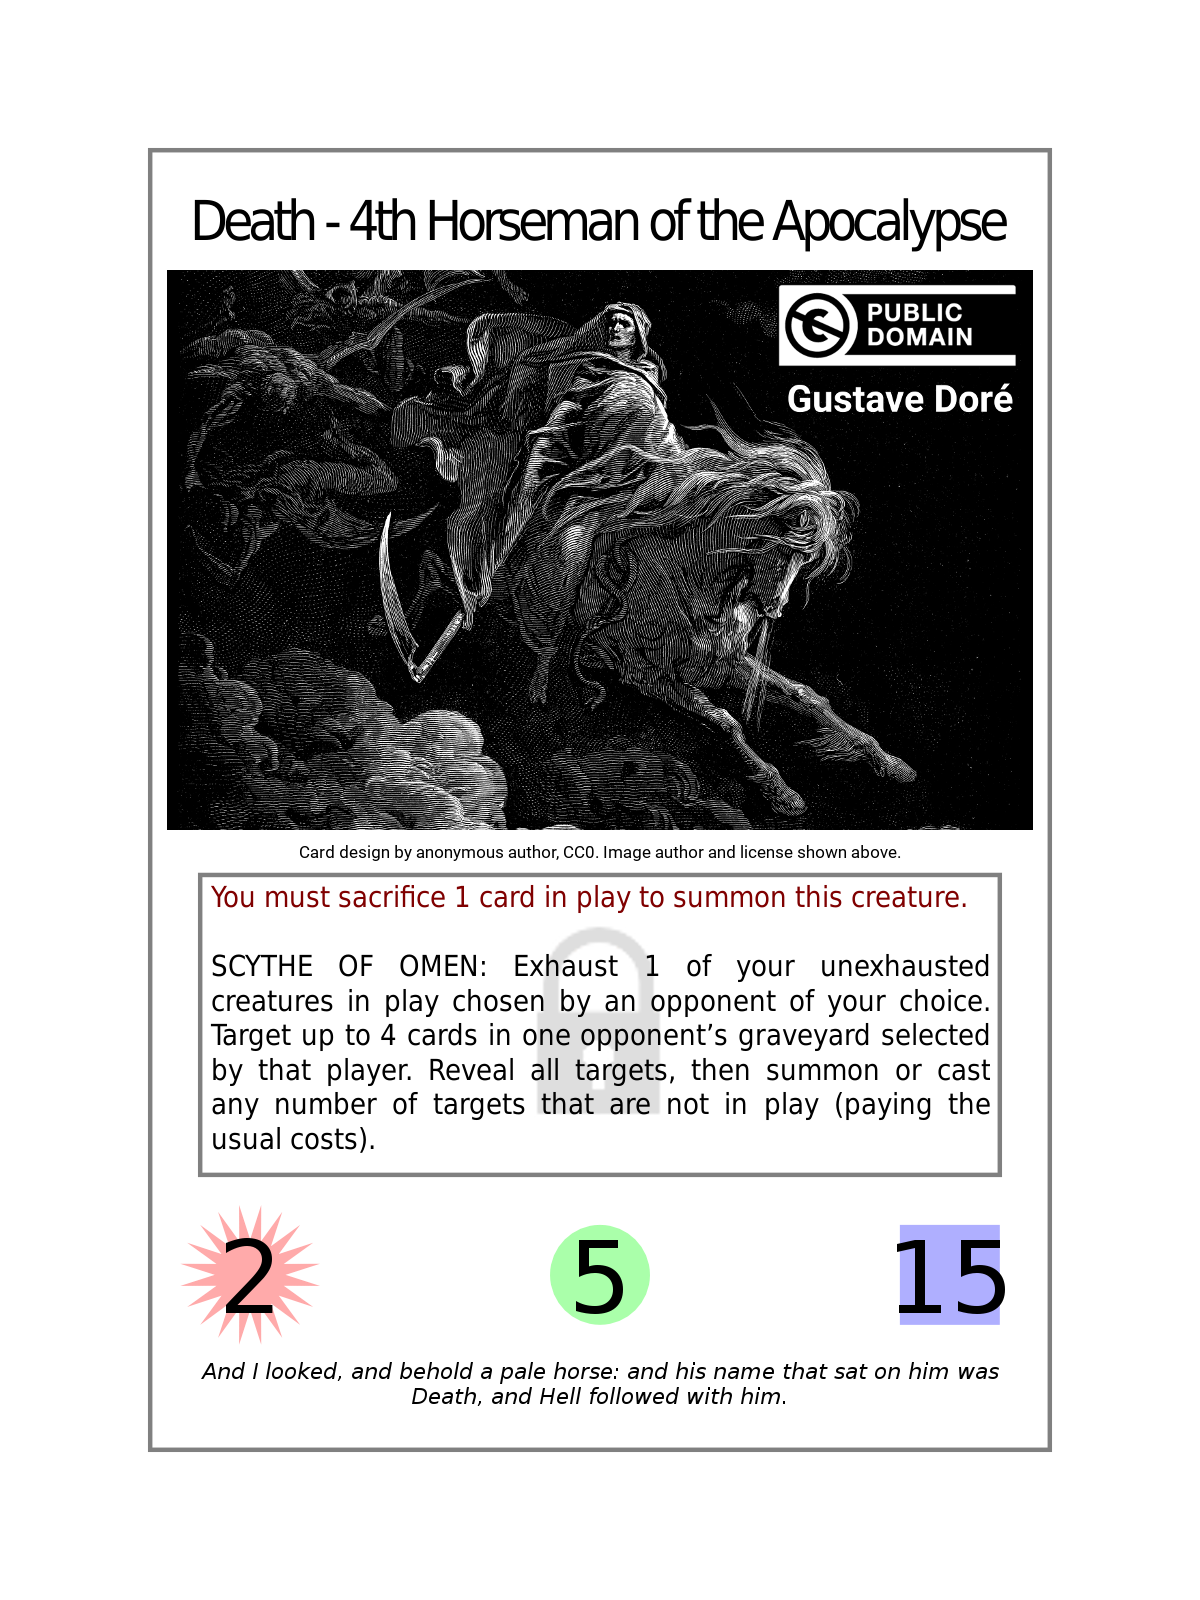 Death - 4th Horseman of the Apocalypse
PUBLIC
DOMAIN
Gustave Doré
Card design by anonymous author, CC0. Image author and license shown above.
You must sacrifice 1 card in play to summon this creature.
SCYTHE OF OMEN: Exhaust 1 of your unexhausted
creatures in play chosen by an opponent of your choice.
Target up to 4 cards in one opponent’s graveyard selected
by that player. Reveal all targets, then summon or cast
any number of targets that are not in play (paying the
usual costs).
2
5
15
And I looked, and behold a pale horse: and his name that sat on him was
Death, and Hell followed with him.